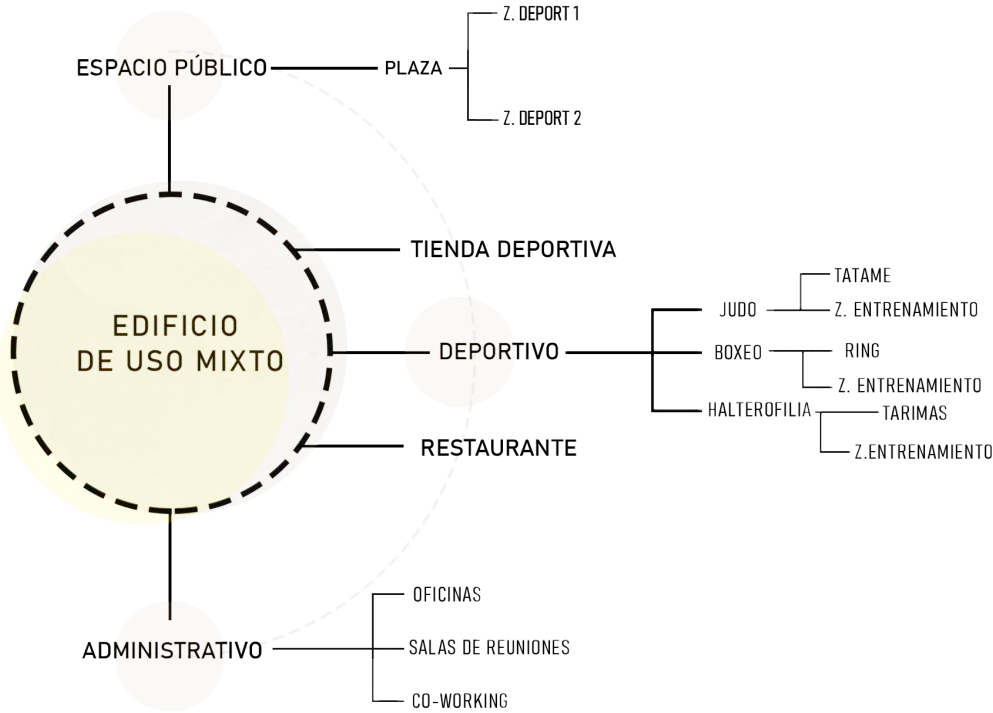 Z. DEPORT 1
ESPACIO PÚBLICO
PLAZA
Z. DEPORT 2
TIENDA DEPORTIVA
EDIFICIO
DE USO MIXTO
DEPORTIVO
JUDO
TATAME
Z. ENTRENAMIENTO
BOXEO
RING
Z. ENTRENAMIENTO
HALTEROFILIA
TARIMAS
Z.ENTRENAMIENTO
RESTAURANTE
ADMINISTRATIVO
OFICINAS
SALAS DE REUNIONES
CO-WORKING